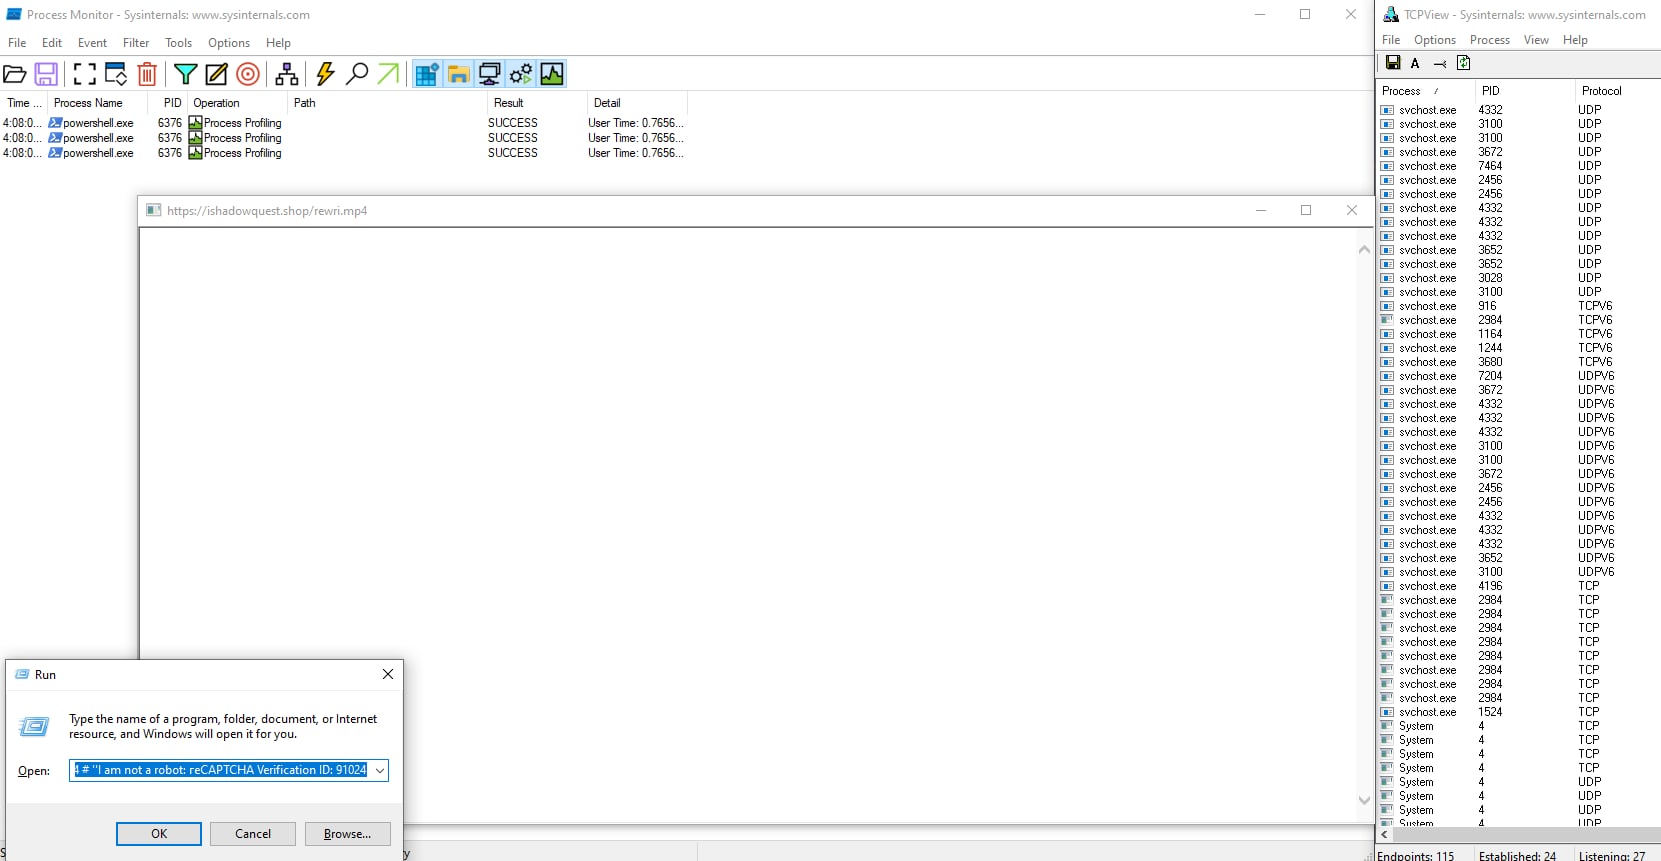 Process Monitor - Sysinternals: www.sysinternals.com
File Edit Event Filter Tools Options Help
Time ... Process Name PID Operation Path Result Detail
4:08:0... powershell.exe 6376 Process Profiling SUCCESS User Time: 0.7656...
4:08:0... powershell.exe 6376 Process Profiling SUCCESS User Time: 0.7656...
4:08:0... powershell.exe 6376 Process Profiling SUCCESS User Time: 0.7656...
https://ishadowquest.shop/rewri.mp4
Run
Type the name of a program, folder, document, or Internet
resource, and Windows will open it for you.
Open: 4 # "I am not a robot: reCAPTCHA Verification ID: 91024
OK Cancel Browse...
TCPView - Sysinternals: www.sysinternals.com
File Options Process View Help
A
Process / PID Protocol
svchost.exe 4332 UDP
svchost.exe 3100 UDP
svchost.exe 3100 UDP
svchost.exe 3672 UDP
svchost.exe 7464 UDP
svchost.exe 2456 UDP
svchost.exe 2456 UDP
svchost.exe 4332 UDP
svchost.exe 4332 UDP
svchost.exe 4332 UDP
svchost.exe 3652 UDP
svchost.exe 3652 UDP
svchost.exe 3028 UDP
svchost.exe 3100 UDP
svchost.exe 916 TCPV6
svchost.exe 2984 TCPV6
svchost.exe 1164 TCPV6
svchost.exe 1244 TCPV6
svchost.exe 3680 TCPV6
svchost.exe 7204 UDPV6
svchost.exe 3672 UDPV6
svchost.exe 4332 UDPV6
svchost.exe 4332 UDPV6
svchost.exe 4332 UDPV6
svchost.exe 3100 UDPV6
svchost.exe 3100 UDPV6
svchost.exe 3672 UDPV6
svchost.exe 2456 UDPV6
svchost.exe 2456 UDPV6
svchost.exe 4332 UDPV6
svchost.exe 4332 UDPV6
svchost.exe 4332 UDPV6
svchost.exe 3652 UDPV6
svchost.exe 3100 UDPV6
svchost.exe 4196 TCP
svchost.exe 2984 TCP
svchost.exe 2984 TCP
svchost.exe 2984 TCP
svchost.exe 2984 TCP
svchost.exe 2984 TCP
svchost.exe 2984 TCP
svchost.exe 2984 TCP
svchost.exe 2984 TCP
svchost.exe 1524 TCP
System 4 TCP
System 4 TCP
System 4 TCP
System 4 TCP
System 4 UDP
System 4 UDP
System 4 UDP
System 4 UDP
Endpoints: 115 Established: 24 Listening: 27